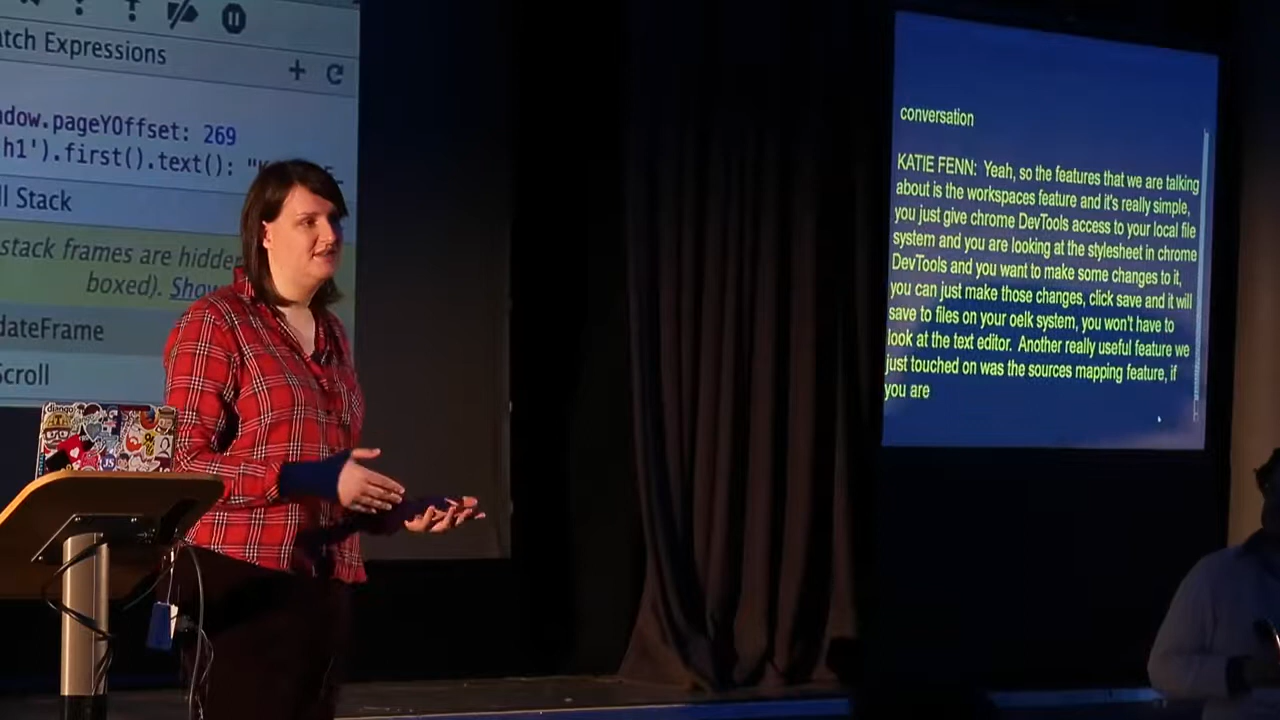 tch Expressions
dow.pageYOffset: 269
h1').first().text(): "K
ll Stack
stack frames are hidden
boxed). Show
dateFrame
Scroll
django
JS
conversation
KATIE FENN: Yeah, so the features that we are talking
about is the workspaces feature and it's really simple,
you just give chrome DevTools access to your local file
system and you are looking at the stylesheet in chrome
DevTools and you want to make some changes to it,
you can just make those changes, click save and it will
save to files on your oelk system, you won't have to
look at the text editor. Another really useful feature we
just touched on was the sources mapping feature, if
you are